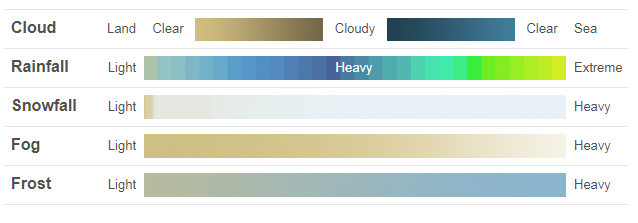 Cloud Land Clear Cloudy Clear Sea
Rainfall Light Heavy Extreme
Snowfall Light Heavy
Fog Light Heavy
Frost Light Heavy